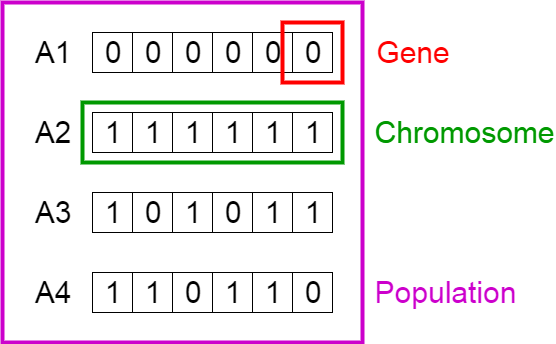 A1 0 0 0 0 0 0 Gene
A2 1 1 1 1 1 1 Chromosome
A3 1 0 1 0 1 1
A4 1 1 0 1 1 0 Population